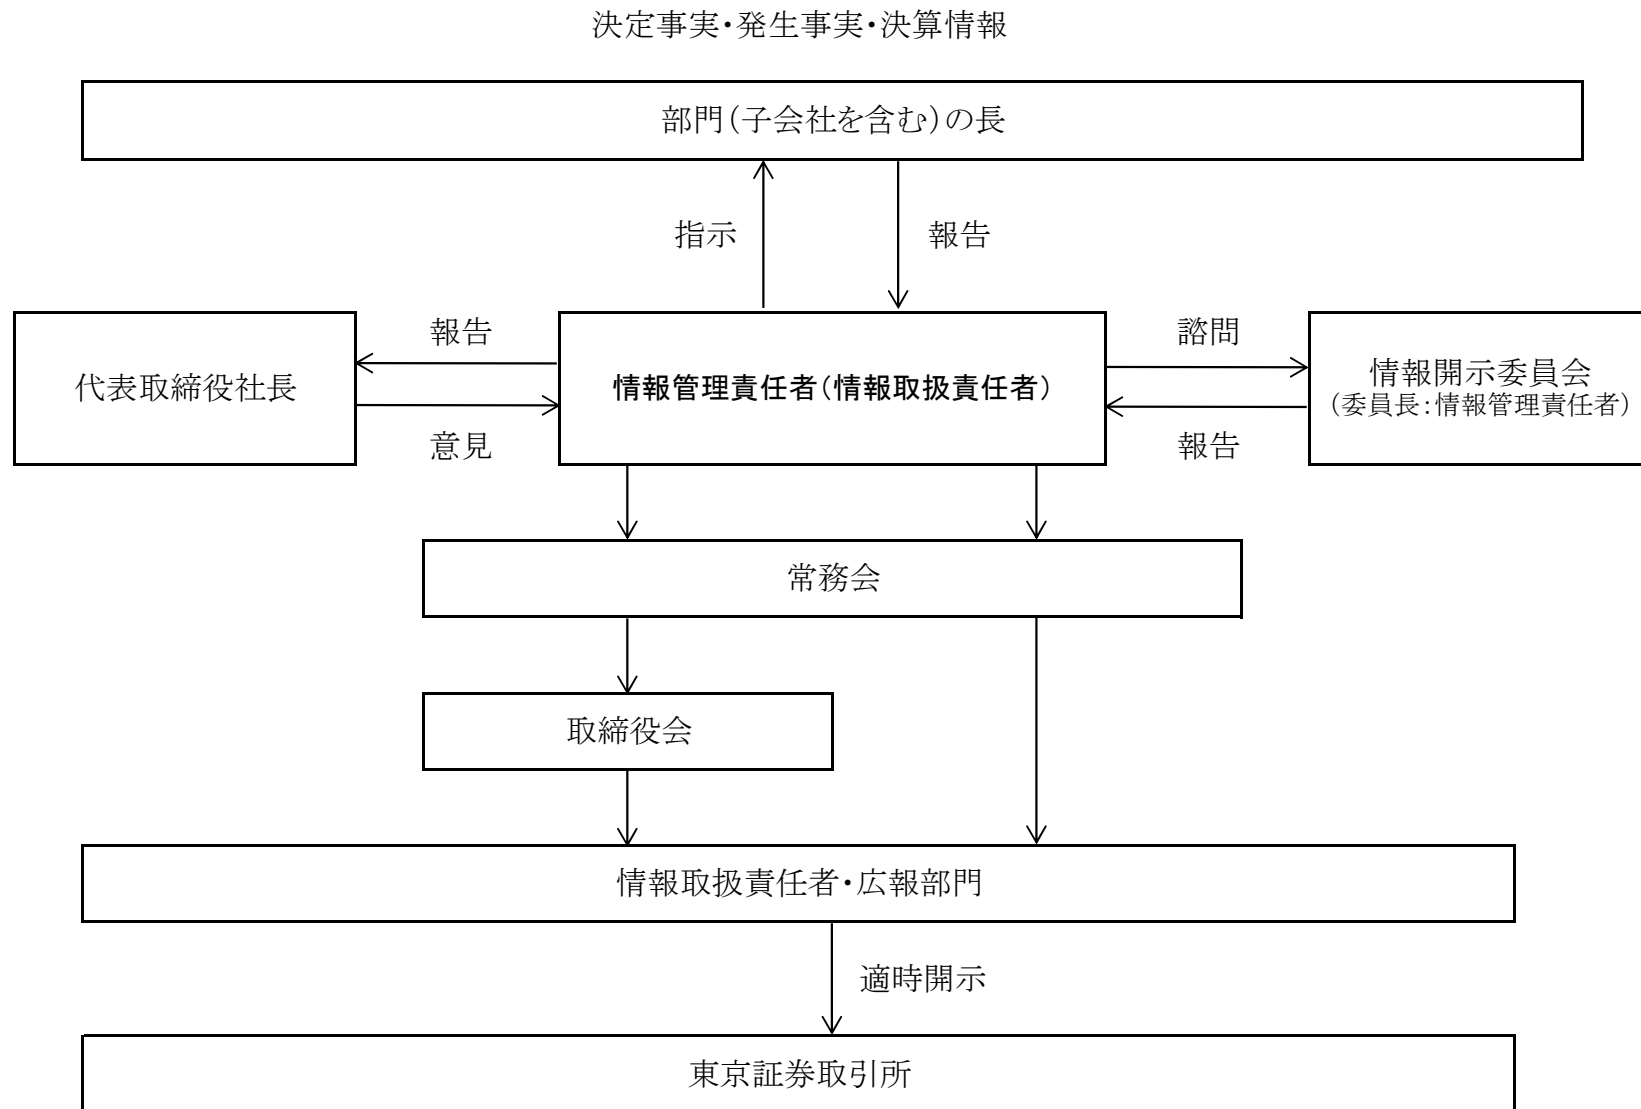 決定事実・発生事実・決算情報
部門(子会社を含む)の長
指示
報告
報告
諮問
代表取締役社長
情報管理責任者(情報取扱責任者)
情報開示委員会
(委員長:情報管理責任者)
意見
報告
常務会
取締役会
情報取扱責任者・広報部門
適時開示
東京証券取引所